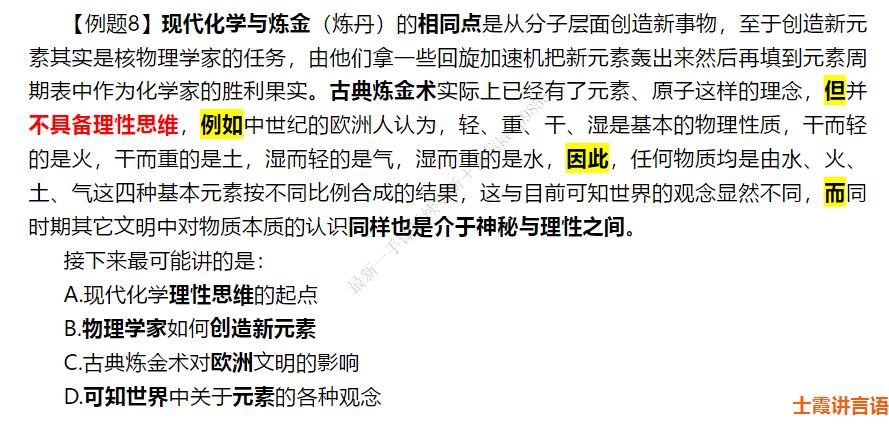 【例题8】现代化学与炼金（炼丹）的相同点是从分子层面创造新事物，至于创造新元
素其实是核物理学家的任务，由他们拿一些回旋加速机把新元素轰出来然后再填到元素周
期表中作为化学家的胜利果实。古典炼金术实际上已经有了元素、原子这样的理念，但并
不具备理性思维，例如中世纪的欧洲人认为，轻、重、干、湿是基本的物理性质，干而轻
的是火，干而重的是土，湿而轻的是气，湿而重的是水，因此，任何物质均是由水、火、
土、气这四种基本元素按不同比例合成的结果，这与目前可知世界的观念显然不同，而同
时期其它文明中对物质本质的认识同样也是介于神秘与理性之间。
接下来最可能讲的是：
A.现代化学理性思维的起点
B.物理学家如何创造新元素
C.古典炼金术对欧洲文明的影响
D.可知世界中关于元素的各种观念
士霞讲言语